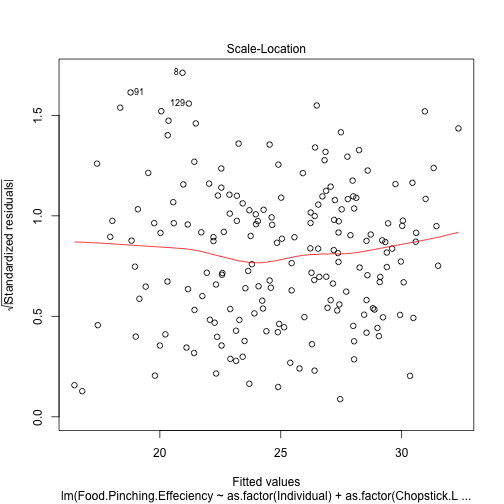 Scale-Location
8
91
129
√|Standardized residuals|
1.5
1.0
0.5
0.0
20
25
30
Fitted values
lm(Food.Pinching.Effeciency ~ as.factor(Individual) + as.factor(Chopstick.L ...